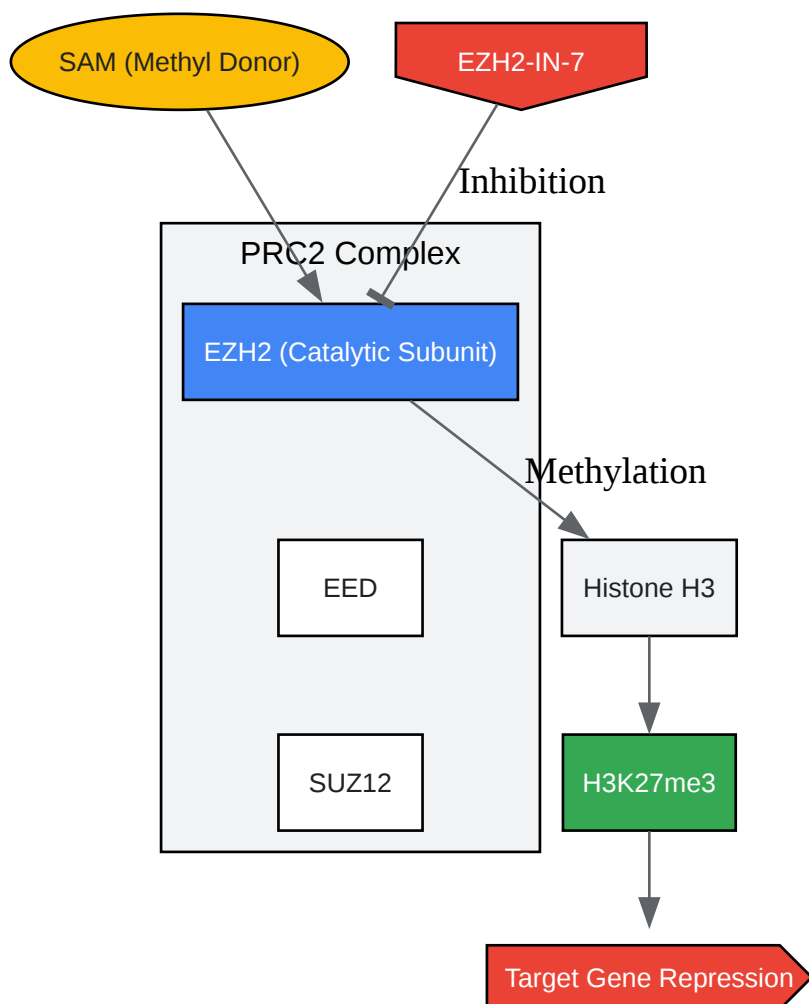 SAM (Methyl Donor)
EZH2-IN-7
Inhibition
PRC2 Complex
EZH2 (Catalytic Subunit)
Methylation
EED
Histone H3
SUZ12
H3K27me3
Target Gene Repression